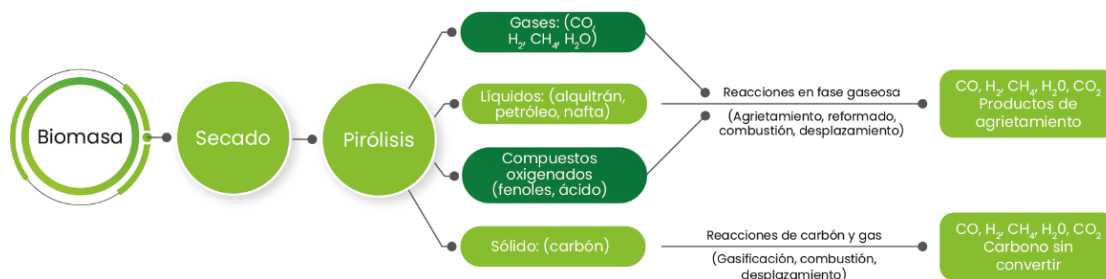 Biomasa
Secado
Pirólisis
Gases: (CO,
H₂, CH₄, H₂O)
Líquidos: (alquitrán,
petróleo, nafta)
Compuestos
oxigenados
(fenoles, ácido)
Sólido: (carbón)
Reacciones en fase gaseosa
(Agrietamiento, reformado,
combustión, desplazamiento)
Reacciones de carbón y gas
(Gasificación, combustión,
desplazamiento)
CO, H₂, CH₄, H₂0, CO₂
Productos de
agrietamiento
CO, H₂, CH₄, H₂0, CO₂
Carbono sin
convertir